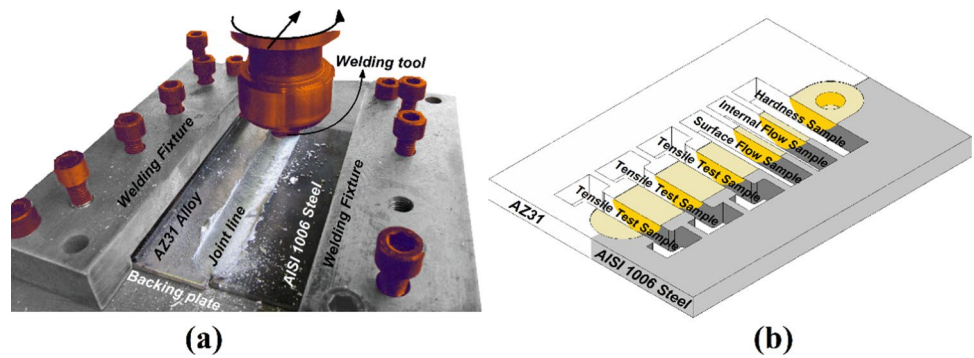 Welding tool
Welding Fixture
AZ31 Alloy
Joint line
AISI 1006 Steel
Welding Fixture
Backing plate
(a)
Hardness Sample
Internal Flow Sample
Surface Flow Sample
Tensile Test Sample
Tensile Test Sample
Tensile Test Sample
AZ31
AISI 1006 Steel
(b)